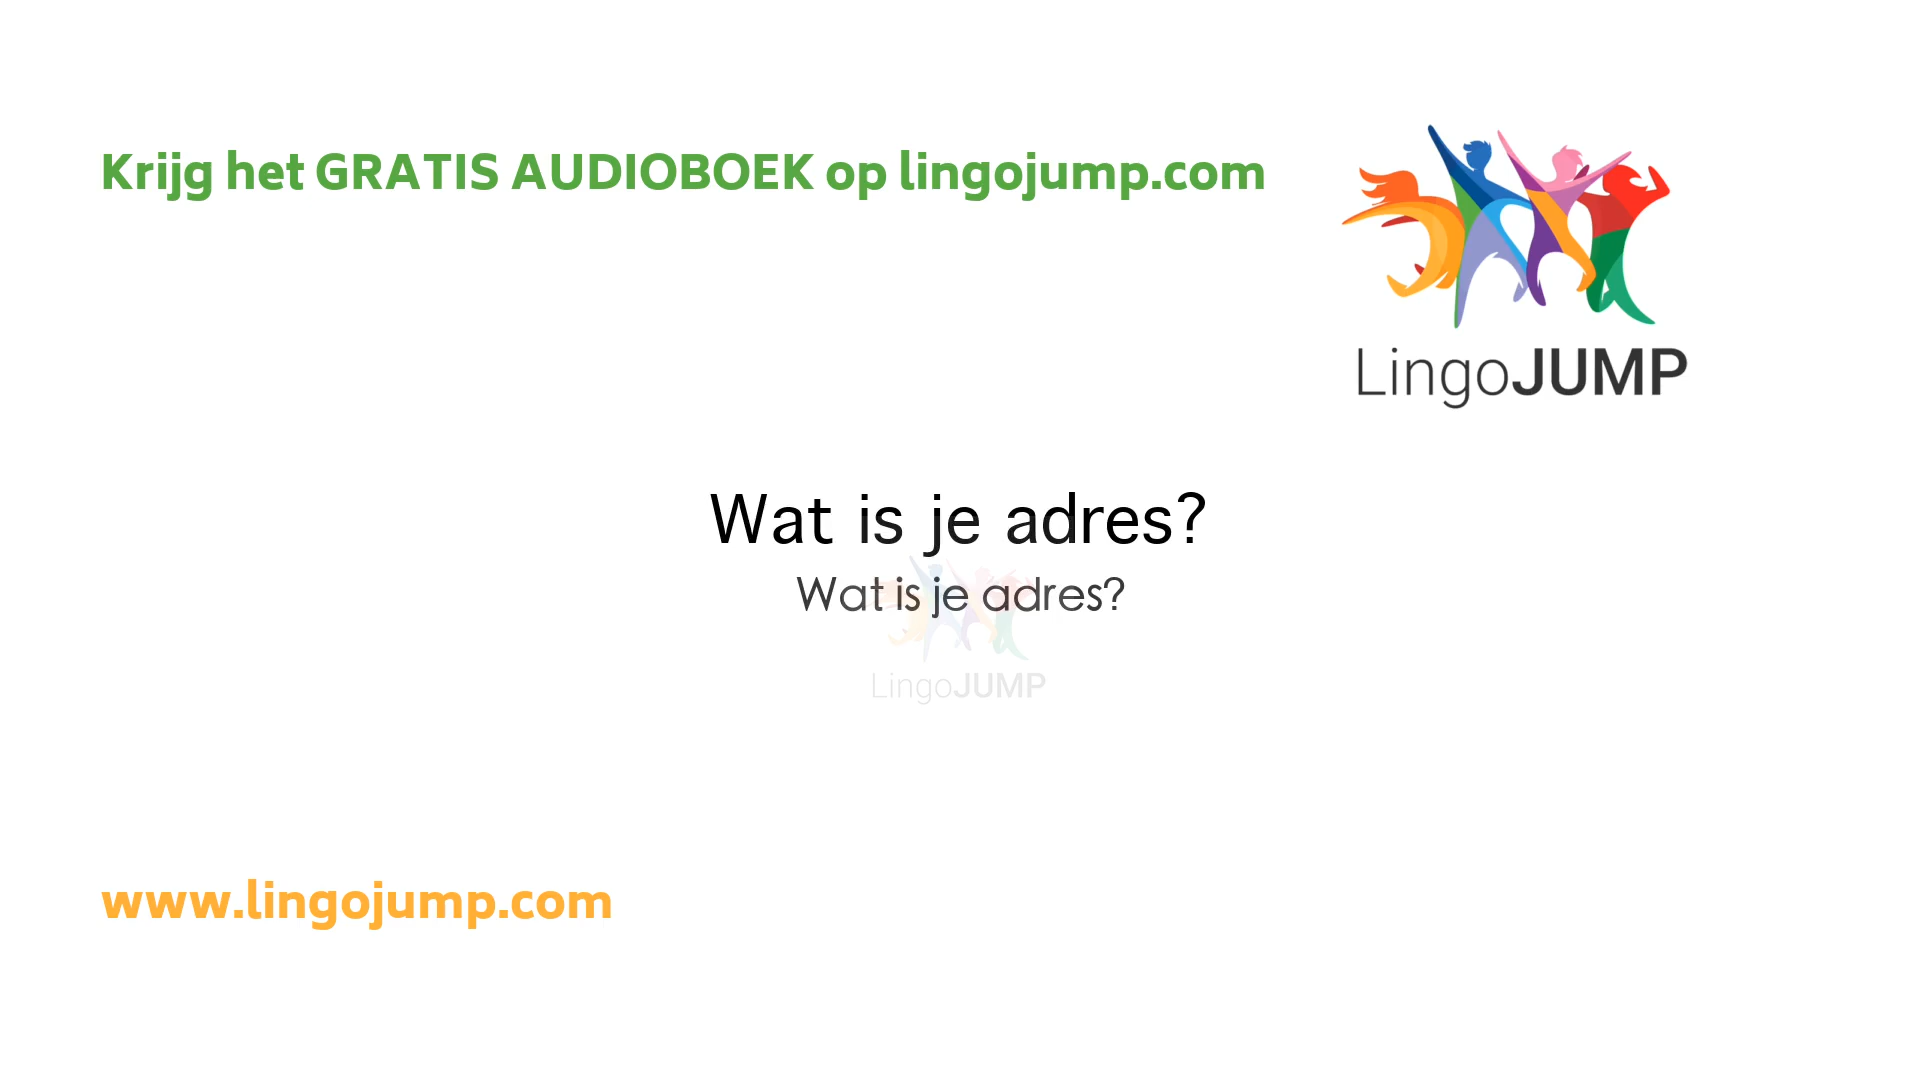 Krijg het GRATIS AUDIOBOEK op lingojump.com
LingoJUMP
Wat is je adres?
Wat is je adres?
LingoJUMP
www.lingojump.com